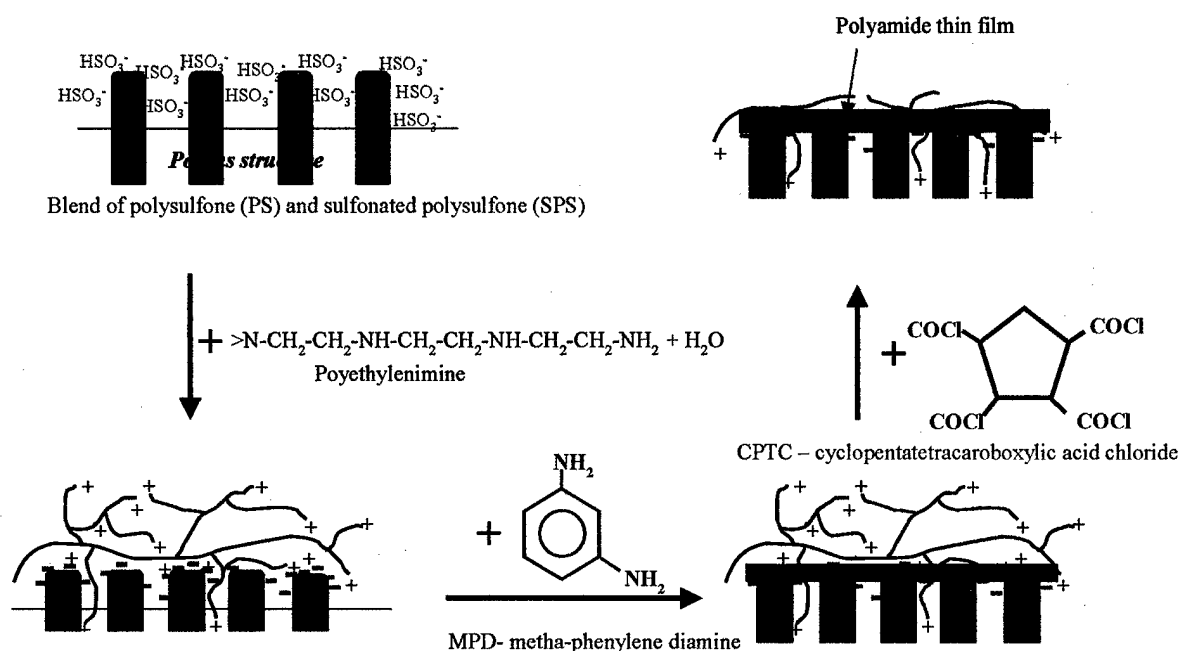 Polyamide thin film
HSO3- HSO3- HSO3-
HSO3- HSO3- HSO3-
HSO3- HSO3- HSO3- HSO3-
HSO3- HSO3-
Blend of polysulfone (PS) and sulfonated polysulfone (SPS)
+ >N-CH2-CH2-NH-CH2-CH2-NH-CH2-CH2-NH2 + H2O
Poyethylenimine
COCl COCl
+
COCl COCl
CPTC – cyclopentatetracaroboxylic acid chloride
NH2
+
NH2
MPD- metha-phenylene diamine